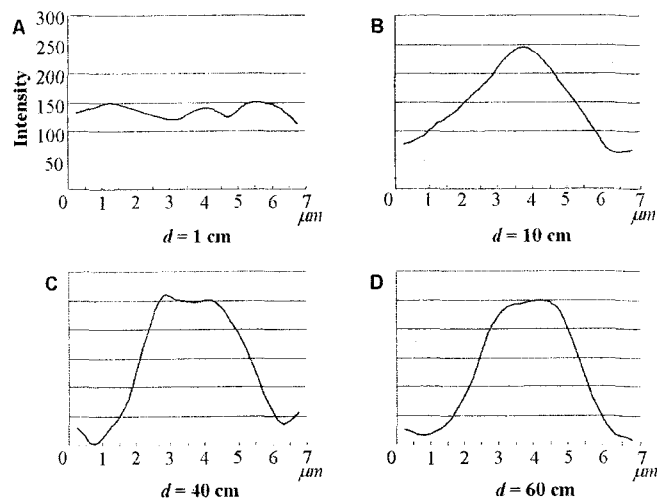 A
Intensity
300
250
200
150
100
50
0 1 2 3 4 5 6 7
μm
d = 1 cm
B
0 1 2 3 4 5 6 7
μm
d = 10 cm
C
0 1 2 3 4 5 6 7
μm
d = 40 cm
D
0 1 2 3 4 5 6 7
μm
d = 60 cm